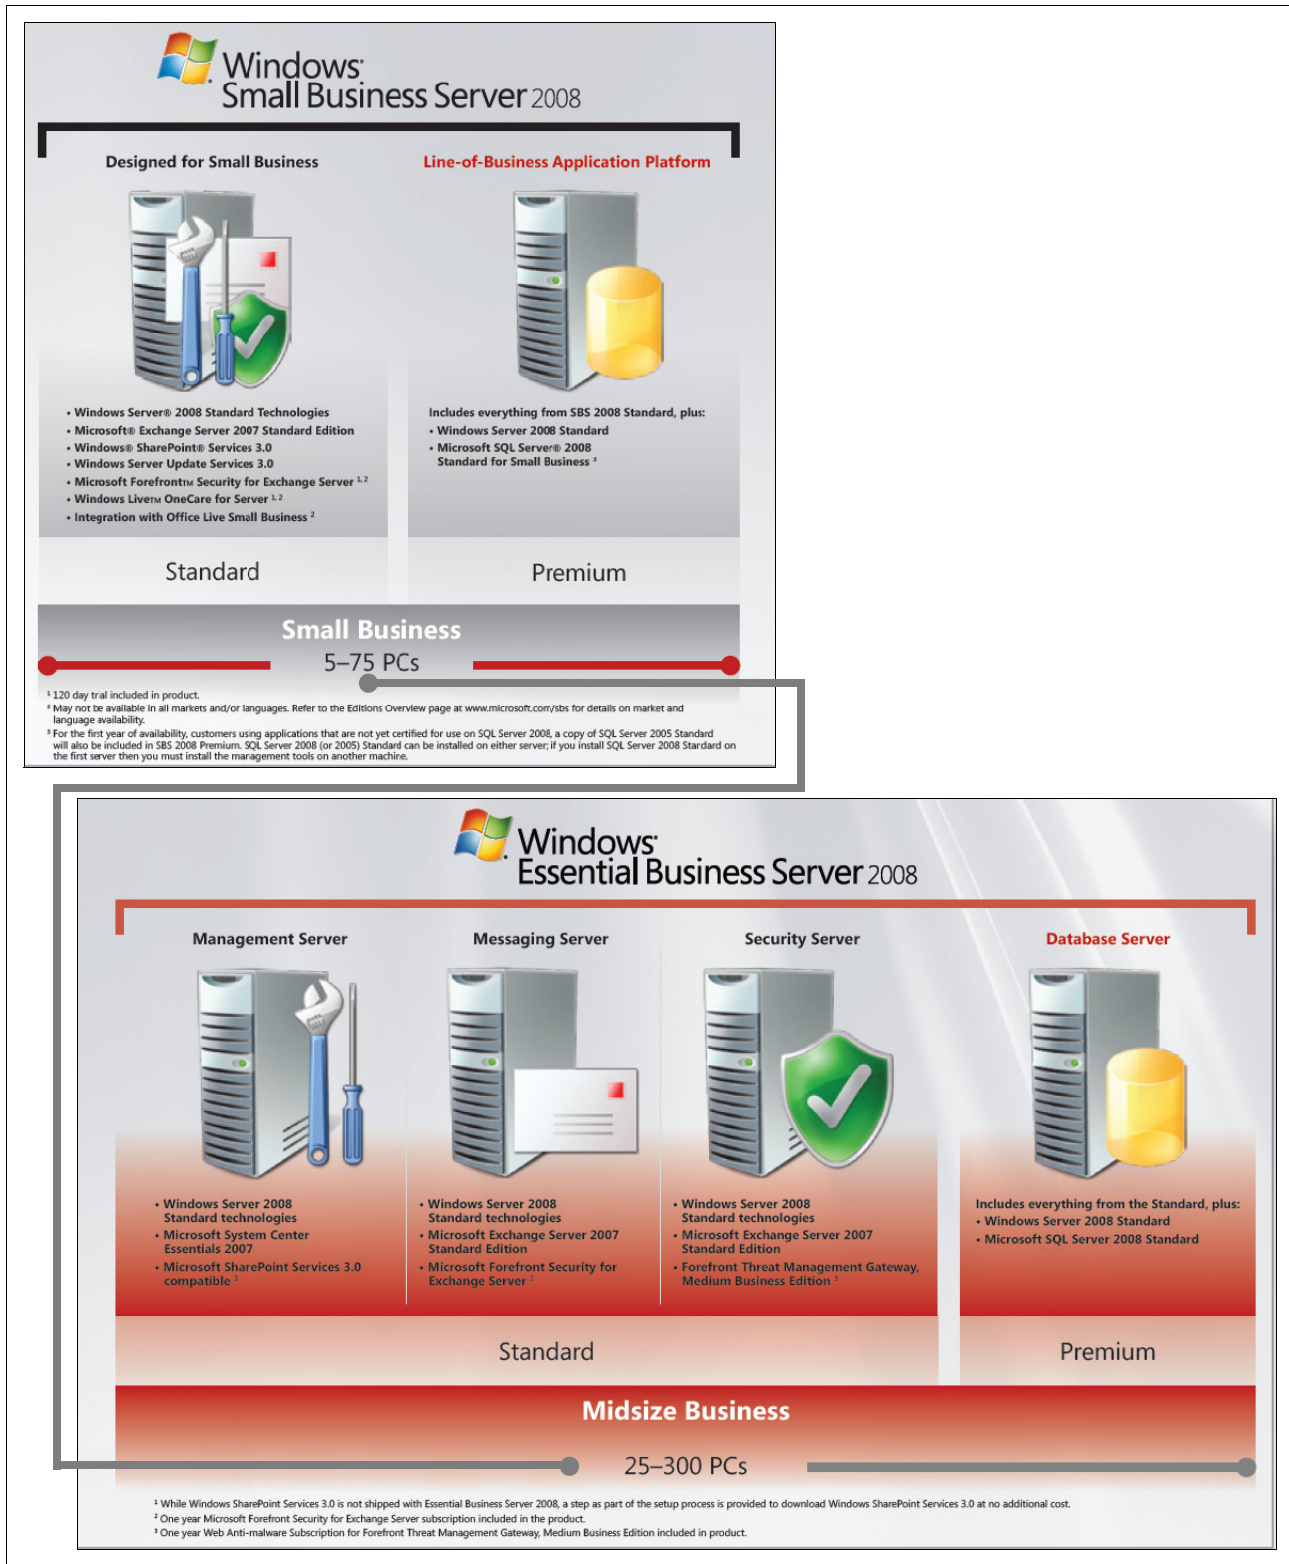 Windows®
Small Business Server 2008
Designed for Small Business
• Windows Server® 2008 Standard Technologies
• Microsoft® Exchange Server 2007 Standard Edition
• Windows® SharePoint® Services 3.0
• Windows Server Update Services 3.0
• Microsoft Forefront™ Security for Exchange Server 1, 2
• Windows Live™ OneCare for Server 1, 2
• Integration with Office Live Small Business 2
Standard
Line-of-Business Application Platform
Includes everything from SBS 2008 Standard, plus:
• Windows Server 2008 Standard
• Microsoft SQL Server® 2008
Standard for Small Business 3
Premium
Small Business
5–75 PCs
1 120 day trial included in product.
2 May not be available in all markets and/or languages. Refer to the Editions Overview page at www.microsoft.com/sbs for details on market and
language availability.
3 For the first year of availability, customers using applications that are not yet certified for use on SQL Server 2008, a copy of SQL Server 2005 Standard
will also be included in SBS 2008 Premium. SQL Server 2008 (or 2005) Standard can be installed on either server; if you install SQL Server 2008 Stardard on
the first server then you must install the management tools on another machine.
Windows®
Essential Business Server 2008
Management Server
• Windows Server 2008
Standard technologies
• Microsoft System Center
Essentials 2007
• Microsoft SharePoint Services 3.0
compatible 1
Messaging Server
• Windows Server 2008
Standard technologies
• Microsoft Exchange Server 2007
Standard Edition
• Microsoft Forefront Security for
Exchange Server 2
Security Server
• Windows Server 2008
Standard technologies
• Microsoft Exchange Server 2007
Standard Edition
• Forefront Threat Management Gateway,
Medium Business Edition 3
Standard
Database Server
Includes everything from the Standard, plus:
• Windows Server 2008 Standard
• Microsoft SQL Server 2008 Standard
Premium
Midsize Business
25–300 PCs
1 While Windows SharePoint Services 3.0 is not shipped with Essential Business Server 2008, a step as part of the setup process is provided to download Windows SharePoint Services 3.0 at no additional cost.
2 One year Microsoft Forefront Security for Exchange Server subscription included in the product.
3 One year Web Anti-malware Subscription for Forefront Threat Management Gateway, Medium Business Edition included in product.